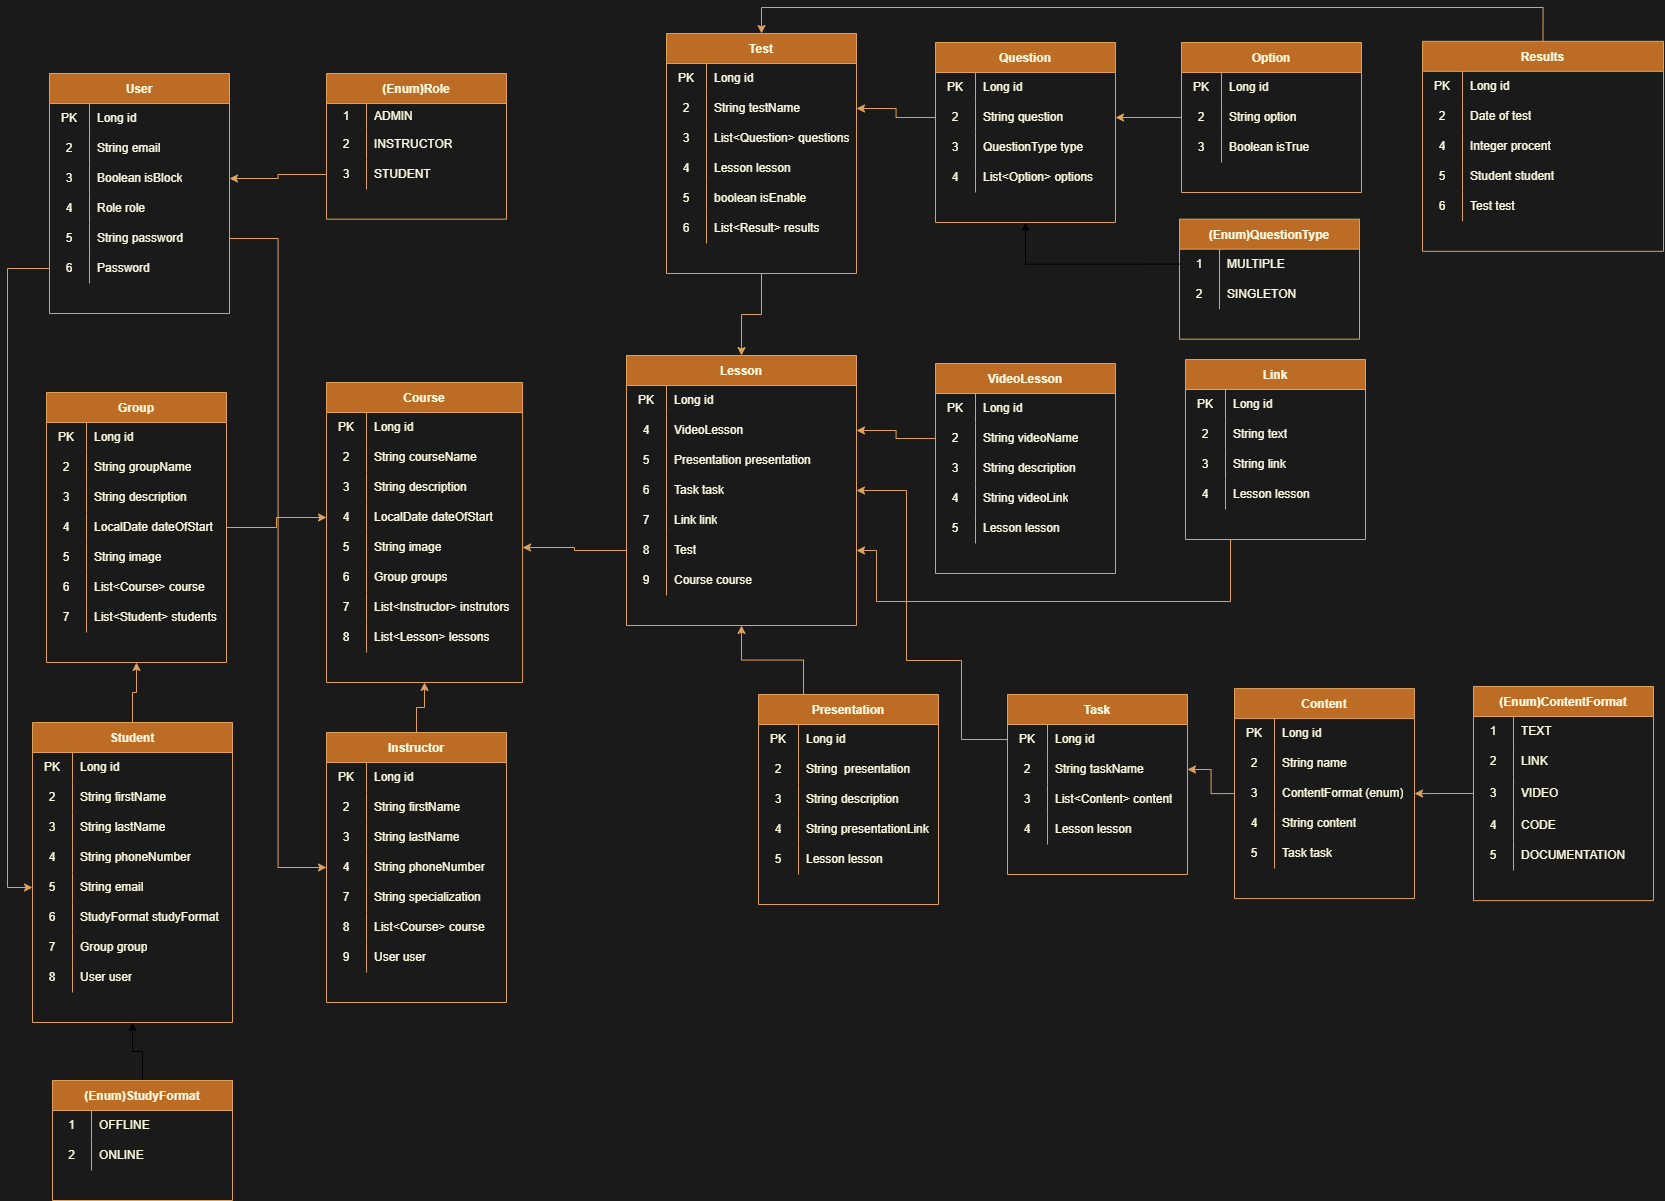 User
PK Long id
2 String email
3 Boolean isBlock
4 Role role
5 String password
6 Password
(Enum)Role
1 ADMIN
2 INSTRUCTOR
3 STUDENT
Test
PK Long id
2 String testName
3 List<Question> questions
4 Lesson lesson
5 boolean isEnable
6 List<Result> results
Question
PK Long id
2 String question
3 QuestionType type
4 List<Option> options
Option
PK Long id
2 String option
3 Boolean isTrue
Results
PK Long id
2 Date of test
4 Integer procent
5 Student student
6 Test test
(Enum)QuestionType
1 MULTIPLE
2 SINGLETON
Group
PK Long id
2 String groupName
3 String description
4 LocalDate dateOfStart
5 String image
6 List<Course> course
7 List<Student> students
Course
PK Long id
2 String courseName
3 String description
4 LocalDate dateOfStart
5 String image
6 Group groups
7 List<Instructor> instrutors
8 List<Lesson> lessons
Lesson
PK Long id
4 VideoLesson
5 Presentation presentation
6 Task task
7 Link link
8 Test
9 Course course
VideoLesson
PK Long id
2 String videoName
3 String description
4 String videoLink
5 Lesson lesson
Link
PK Long id
2 String text
3 String link
4 Lesson lesson
Student
PK Long id
2 String firstName
3 String lastName
4 String phoneNumber
5 String email
6 StudyFormat studyFormat
7 Group group
8 User user
Instructor
PK Long id
2 String firstName
3 String lastName
4 String phoneNumber
7 String specialization
8 List<Course> course
9 User user
Presentation
PK Long id
2 String presentation
3 String description
4 String presentationLink
5 Lesson lesson
Task
PK Long id
2 String taskName
3 List<Content> content
4 Lesson lesson
Content
PK Long id
2 String name
3 ContentFormat (enum)
4 String content
5 Task task
(Enum)ContentFormat
1 TEXT
2 LINK
3 VIDEO
4 CODE
5 DOCUMENTATION
(Enum)StudyFormat
1 OFFLINE
2 ONLINE